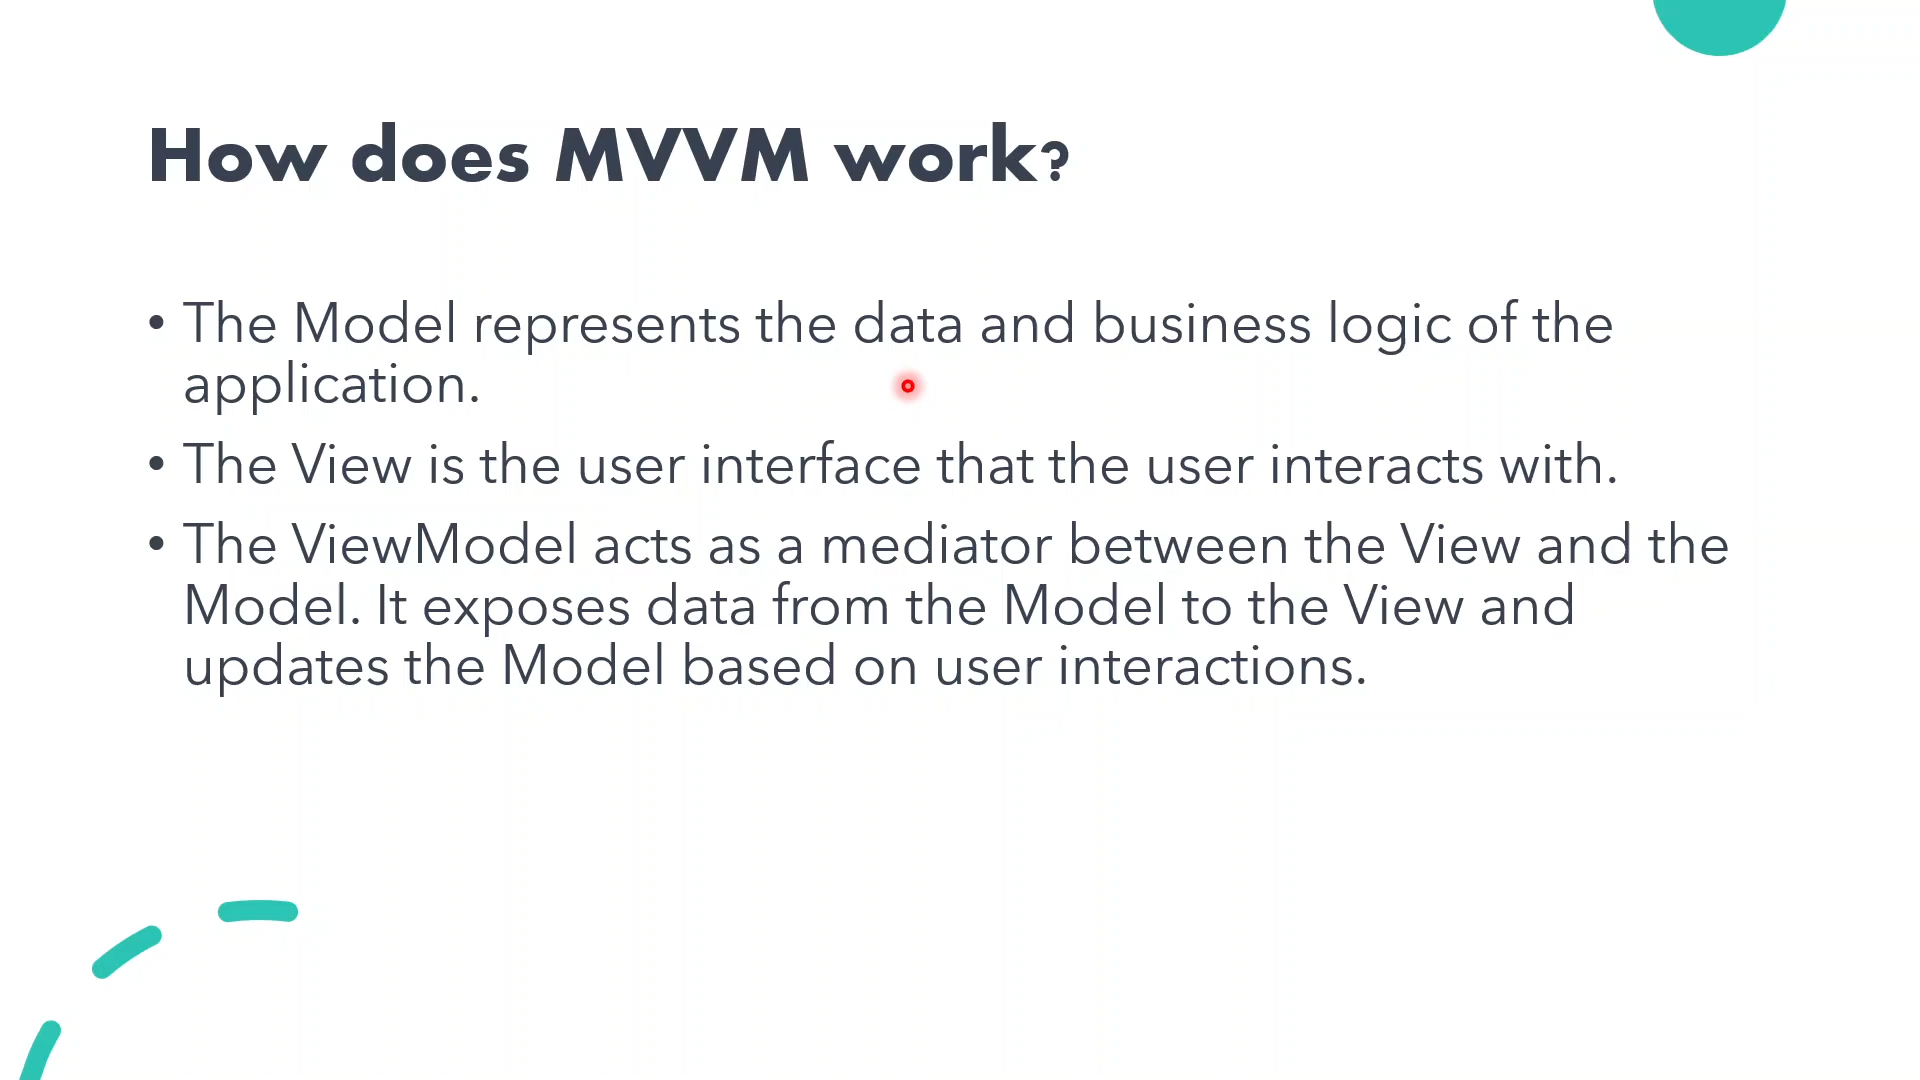 How does MVVM work?
• The Model represents the data and business logic of the
application.
• The View is the user interface that the user interacts with.
• The ViewModel acts as a mediator between the View and the
Model. It exposes data from the Model to the View and
updates the Model based on user interactions.